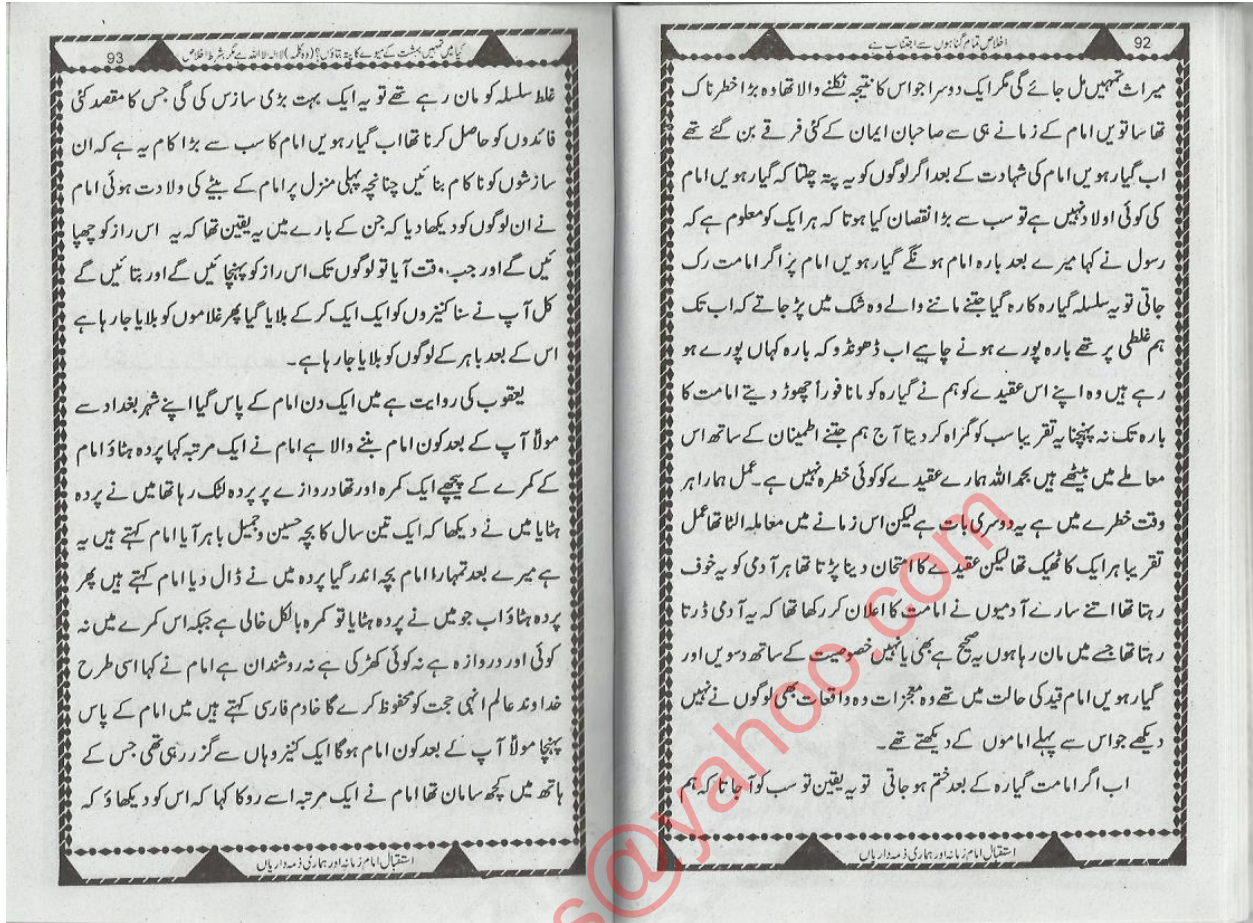 92
اخلاص تمام گناہوں سے اجتناب ہے
میراث تمہیں مل جائے گی مگر ایک دوسرا جو اس کا نتیجہ نکلنے والا تھا وہ بڑا خطرناک
تھا ساتویں امام کے زمانے ہی سے صاحبان ایمان کے کئی فرقے بن گئے تھے
اب گیارہویں امام کی شہادت کے بعد اگر لوگوں کو یہ پتہ چلتا کہ گیارہویں امام
کی کوئی اولاد نہیں ہے تو سب سے بڑا نقصان کیا ہوتا کہ ہر ایک کو معلوم ہے کہ
رسول نے کہا میرے بعد بارہ امام ہونگے گیارہویں امام پر اگر امامت رک
جاتی تو یہ سلسلہ گیارہ کا رہ گیا جتنے ماننے والے وہ شک میں پڑ جاتے کہ اب تک
ہم غلطی پر تھے بارہ پورے ہونے چاہیے اب ڈھونڈو کہ بارہ کہاں پورے ہو
رہے ہیں وہ اپنے اس عقیدے کو ہم نے گیارہ کو مانا فوراً چھوڑ دیتے امامت کا
بارہ تک نہ پہنچنا یہ تقریبا سب کو گمراہ کر دیتا آج ہم جتنے اطمینان کے ساتھ اس
معاملے میں بیٹھے ہیں بحمد اللہ ہمارے عقیدے کو کوئی خطرہ نہیں ہے۔ عمل ہمارا ہر
وقت خطرے میں ہے یہ دوسری بات ہے لیکن اس زمانے میں معاملہ الٹا تھا عمل
تقریبا ہر ایک کا ٹھیک تھا لیکن عقیدے کا امتحان دینا پڑتا تھا ہر آدمی کو یہ خوف
رہتا تھا اتنے سارے آدمیوں نے امامت کا اعلان کر رکھا تھا کہ یہ آدمی ڈرتا
رہتا تھا جسے میں مان رہا ہوں یہ صحیح ہے بھی یا نہیں خصوصیت کے ساتھ دسویں اور
گیارہویں امام قید کی حالت میں تھے وہ معجزات وہ واقعات بھی لوگوں نے نہیں
دیکھے جو اس سے پہلے اماموں کے دیکھتے تھے۔
اب اگر امامت گیارہ کے بعد ختم ہو جاتی تو یہ یقین تو سب کو آ جاتا کہ ہم
استقبال امام زمانہ اور ہماری ذمہ داریاں
93
کیا میں تمہیں بہشت کے میوے کا پتہ بتاؤں؟ (وہ کلمہ) لا الہ الا اللہ ہے مگر بشرط اخلاص
غلط سلسلہ کو مان رہے تھے تو یہ ایک بہت بڑی سازس کی گی جس کا مقصد کئی
فائدوں کو حاصل کرنا تھا اب گیارہویں امام کا سب سے بڑا کام یہ ہے کہ ان
سازشوں کو ناکام بنائیں چنانچہ پہلی منزل پر امام کے بیٹے کی ولادت ہوئی امام
نے ان لوگوں کو دیکھا دیا کہ جن کے بارے میں یہ یقین تھا کہ یہ اس راز کو چھپا
ئیں گے اور جب وقت آیا تو لوگوں تک اس راز کو پہنچائیں گے اور بتائیں گے
کل آپ نے سنا کنیزوں کو ایک ایک کر کے بلایا گیا پھر غلاموں کو بلایا جا رہا ہے
اس کے بعد باہر کے لوگوں کو بلایا جا رہا ہے۔
یعقوب کی روایت ہے میں ایک دن امام کے پاس گیا اپنے شہر بغداد سے
مولاؑ آپ کے بعد کون امام بننے والا ہے امام نے ایک مرتبہ کہا پردہ ہٹاؤ امام
کے کمرے کے پیچھے ایک کمرہ اور تھا دروازے پر پردہ لٹک رہا تھا میں نے پردہ
ہٹایا میں نے دیکھا کہ ایک تین سال کا بچہ حسین و جمیل باہر آیا امام کہتے ہیں یہ
ہے میرے بعد تمہارا امام بچہ اندر گیا پردہ میں نے ڈال دیا امام کہتے ہیں پھر
پردہ ہٹاؤ اب جو میں نے پردہ ہٹایا تو کمرہ بالکل خالی ہے جبکہ اس کمرے میں نہ
کوئی اور دروازہ ہے نہ کوئی کھڑکی ہے نہ روشندان ہے امام نے کہا اسی طرح
خداوند عالم انہی حجت کو محفوظ کرے گا خادم فارسی کہتے ہیں میں امام کے پاس
پہنچا مولاؑ آپ کے بعد کون امام ہوگا ایک کنیز وہاں سے گزر رہی تھی جس کے
ہاتھ میں کچھ سامان تھا امام نے ایک مرتبہ اسے روکا کہا کہ اس کو دیکھاؤ کہ
استقبال امام زمانہ اور ہماری ذمہ داریاں
s@yahoo.com